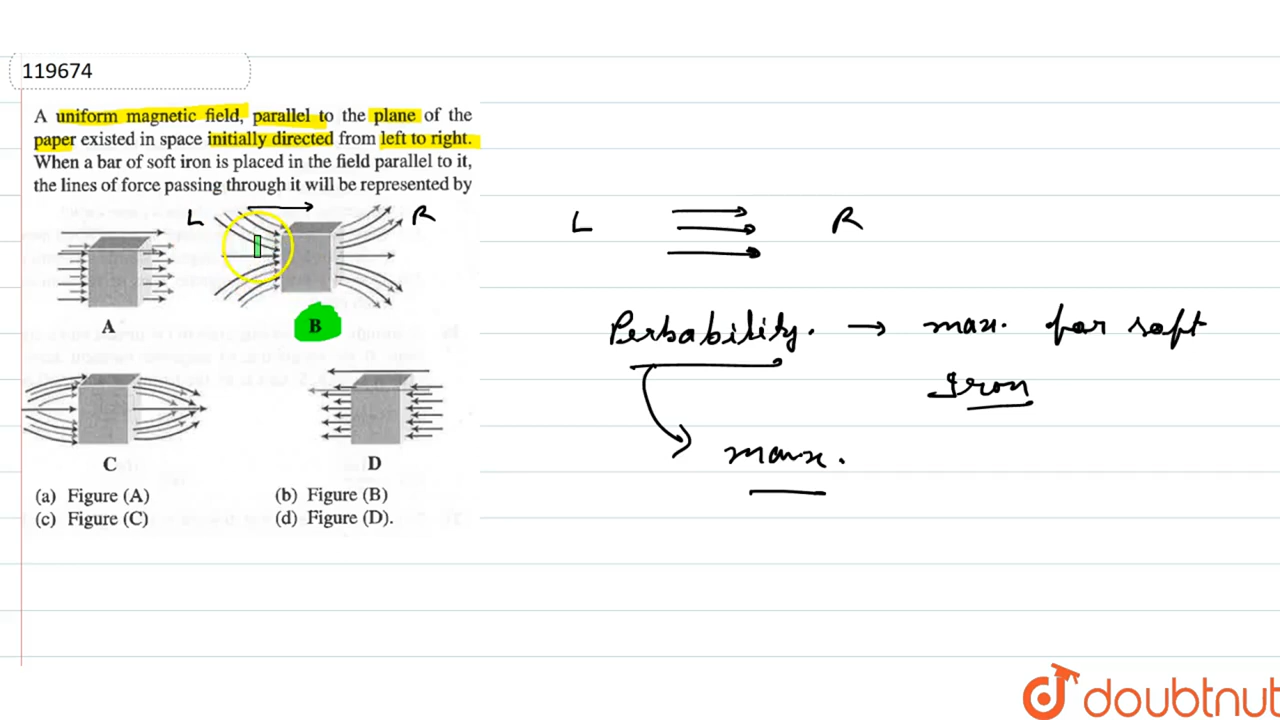 119674
A uniform magnetic field, parallel to the plane of the
paper existed in space initially directed from left to right.
When a bar of soft iron is placed in the field parallel to it,
the lines of force passing through it will be represented by
L R
A B
C D
(a) Figure (A) (b) Figure (B)
(c) Figure (C) (d) Figure (D).
L R
Perbability. → max. for soft
Iron
max.
doubtnut